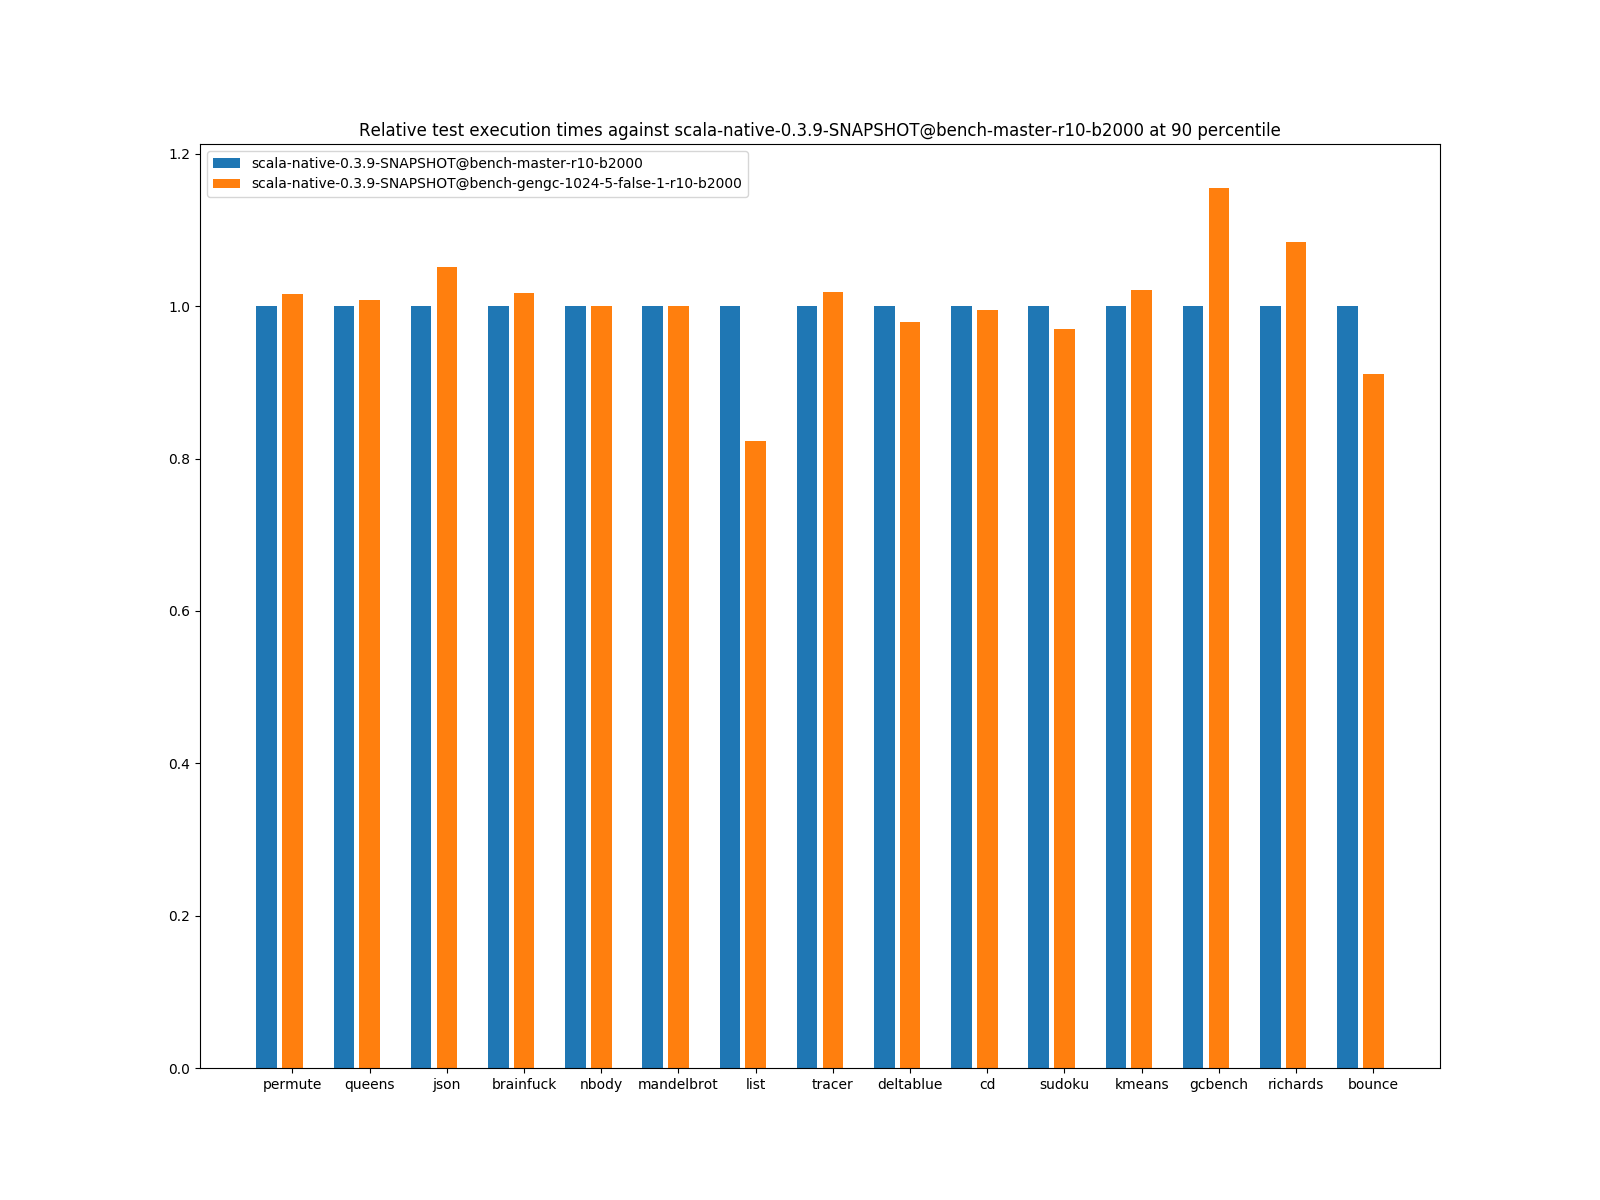 Relative test execution times against scala-native-0.3.9-SNAPSHOT@bench-master-r10-b2000 at 90 percentile
scala-native-0.3.9-SNAPSHOT@bench-master-r10-b2000
scala-native-0.3.9-SNAPSHOT@bench-gengc-1024-5-false-1-r10-b2000
1.2
1.0
0.8
0.6
0.4
0.2
0.0
permute queens json brainfuck nbody mandelbrot list tracer deltablue cd sudoku kmeans gcbench richards bounce